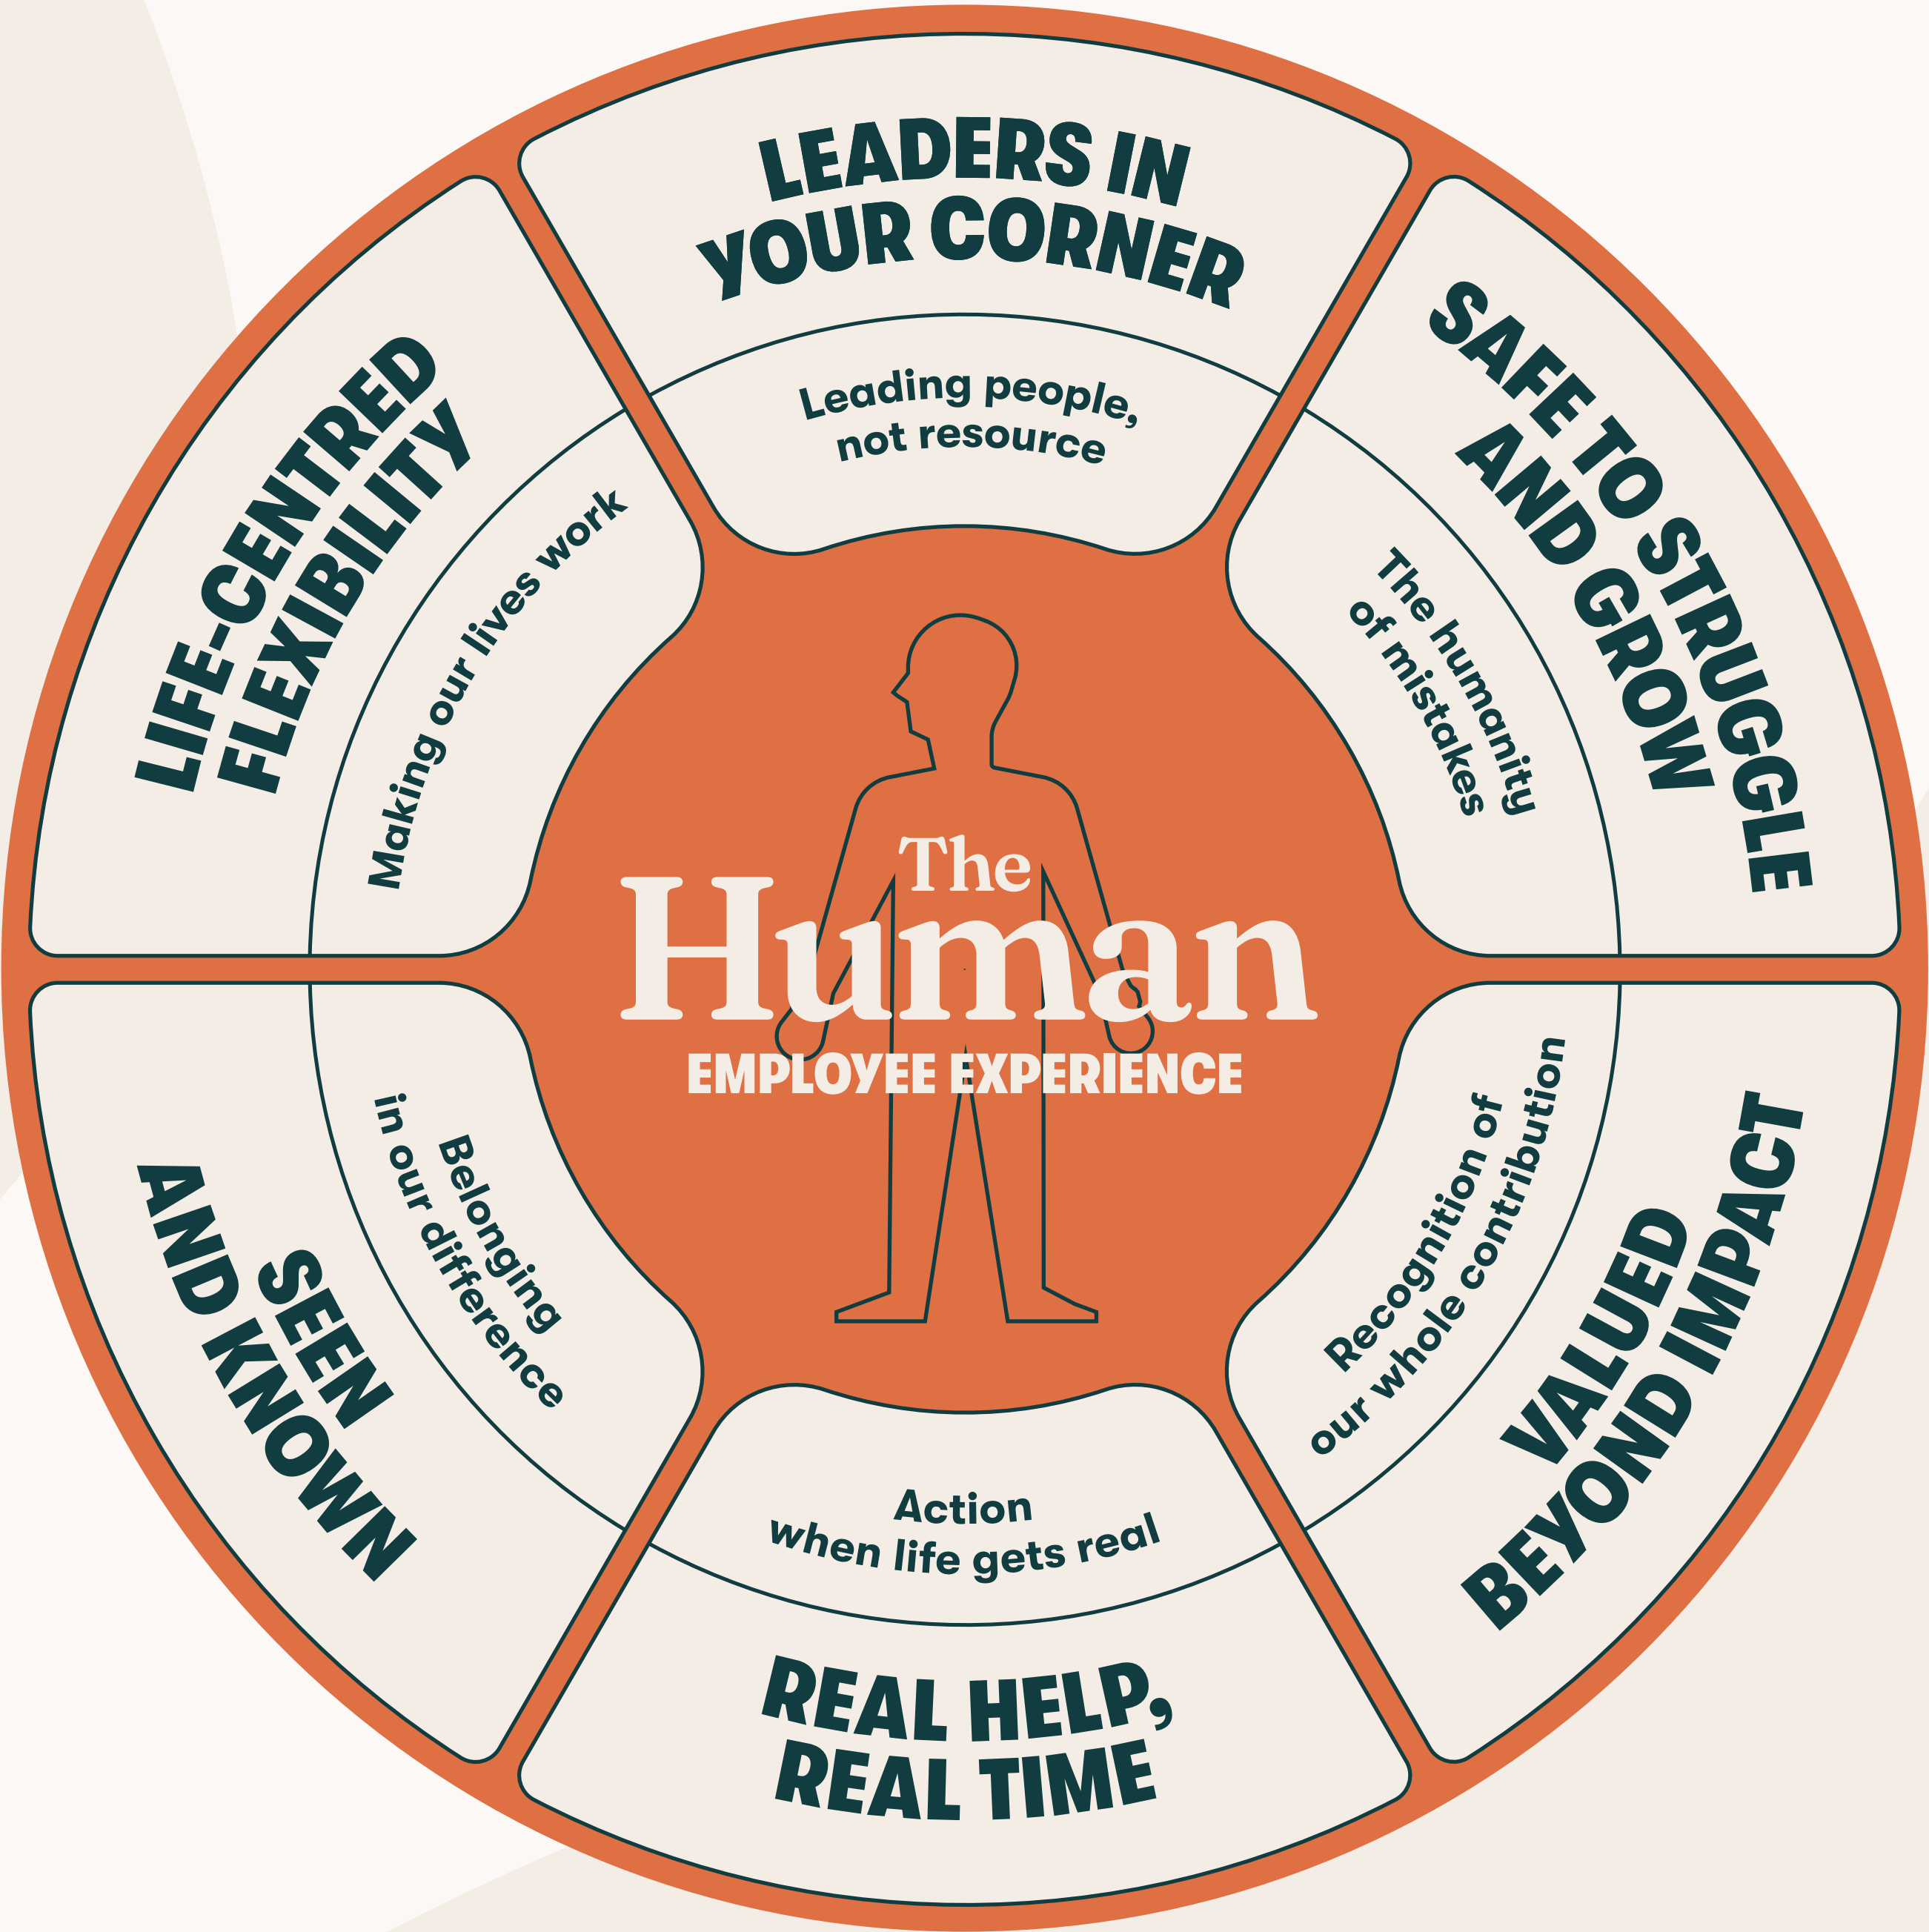 LEADERS IN
YOUR CORNER
Leading people,
not resource
SAFE TO STRUGGLE
AND GROW
The humanity
of mistakes
VALUED
BEYOND IMPACT
Recognition of
our whole contribution
REAL HELP,
REAL TIME
Action
when life gets real
SEEN
AND KNOWN
Belonging
in our difference
LIFE-CENTRED
FLEXIBILITY
Making our lives work
The
Human
EMPLOYEE EXPERIENCE